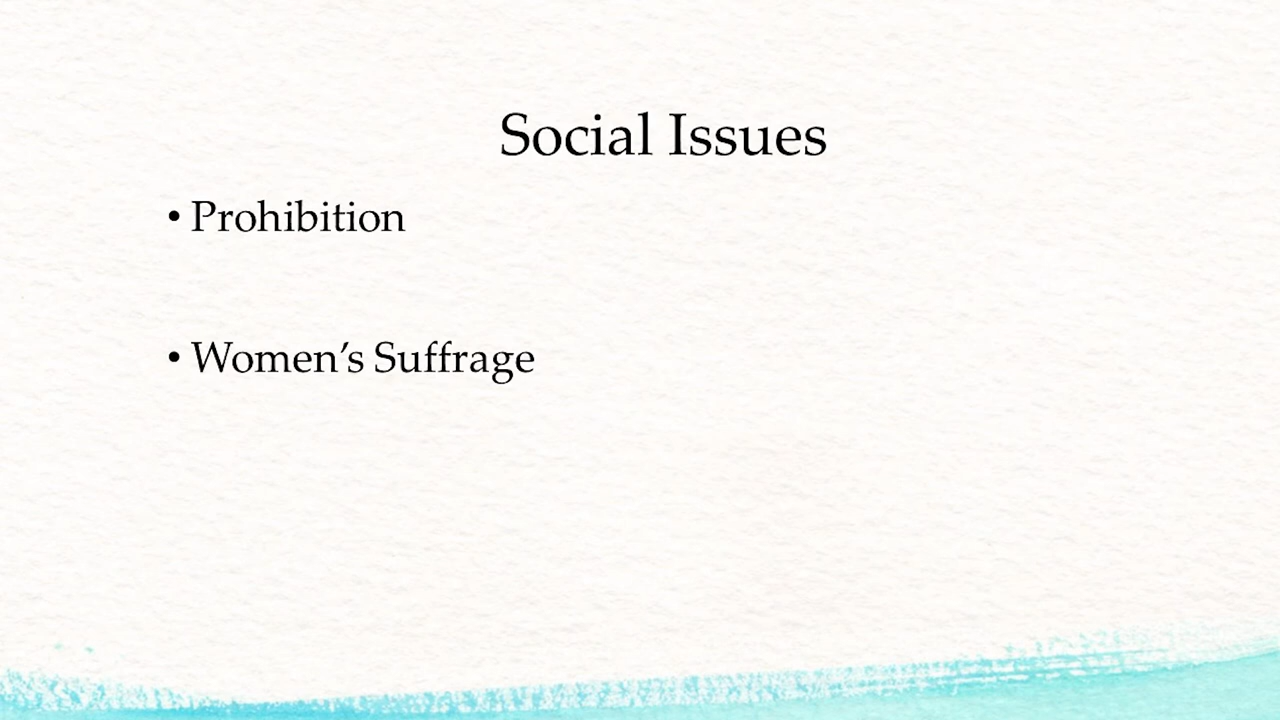 Social Issues
• Prohibition
• Women’s Suffrage